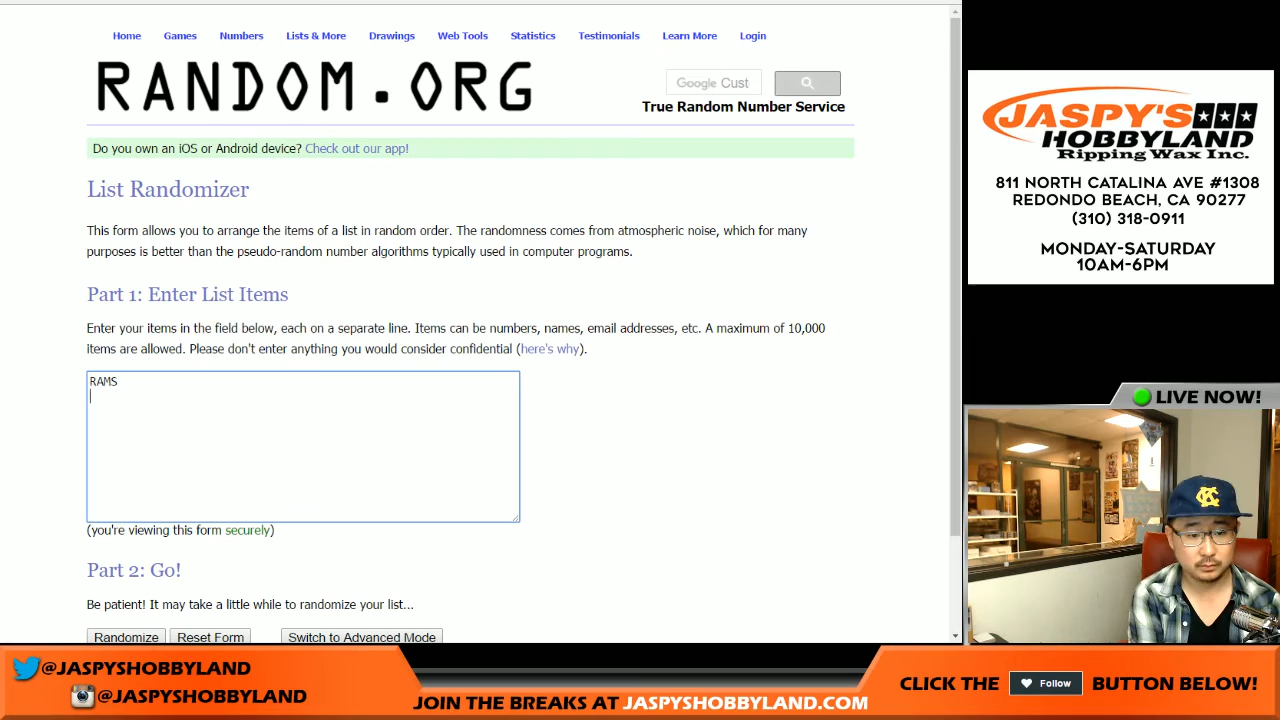 Home Games Numbers Lists & More Drawings Web Tools Statistics Testimonials Learn More Login
RANDOM.ORG
Google Cust
True Random Number Service
Do you own an iOS or Android device? Check out our app!
List Randomizer
This form allows you to arrange the items of a list in random order. The randomness comes from atmospheric noise, which for many
purposes is better than the pseudo-random number algorithms typically used in computer programs.
Part 1: Enter List Items
Enter your items in the field below, each on a separate line. Items can be numbers, names, email addresses, etc. A maximum of 10,000
items are allowed. Please don't enter anything you would consider confidential (here's why).
RAMS
(you're viewing this form securely)
Part 2: Go!
Be patient! It may take a little while to randomize your list...
Randomize Reset Form Switch to Advanced Mode
JASPY'S
HOBBYLAND
Ripping Wax Inc.
811 NORTH CATALINA AVE #1308
REDONDO BEACH, CA 90277
(310) 318-0911
MONDAY-SATURDAY
10AM-6PM
LIVE NOW!
KC
@JASPYSHOBBYLAND
@JASPYSHOBBYLAND
JOIN THE BREAKS AT JASPYSHOBBYLAND.COM
CLICK THE Follow BUTTON BELOW!